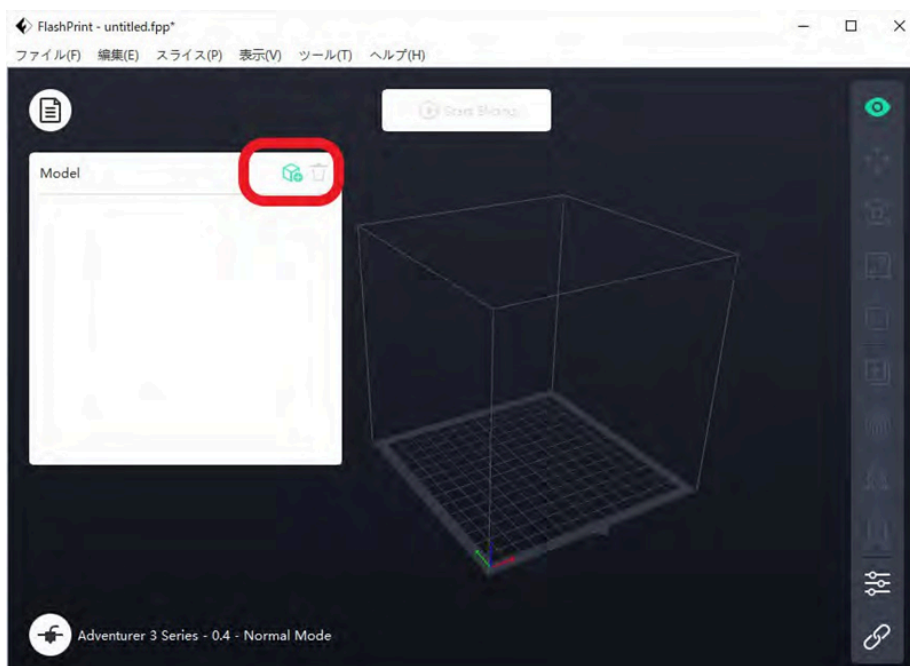 FlashPrint - untitled.fpp*
ファイル(F) 編集(E) スライス(P) 表示(V) ツール(T) ヘルプ(H)
Start Slicing
Model
Adventurer 3 Series - 0.4 - Normal Mode